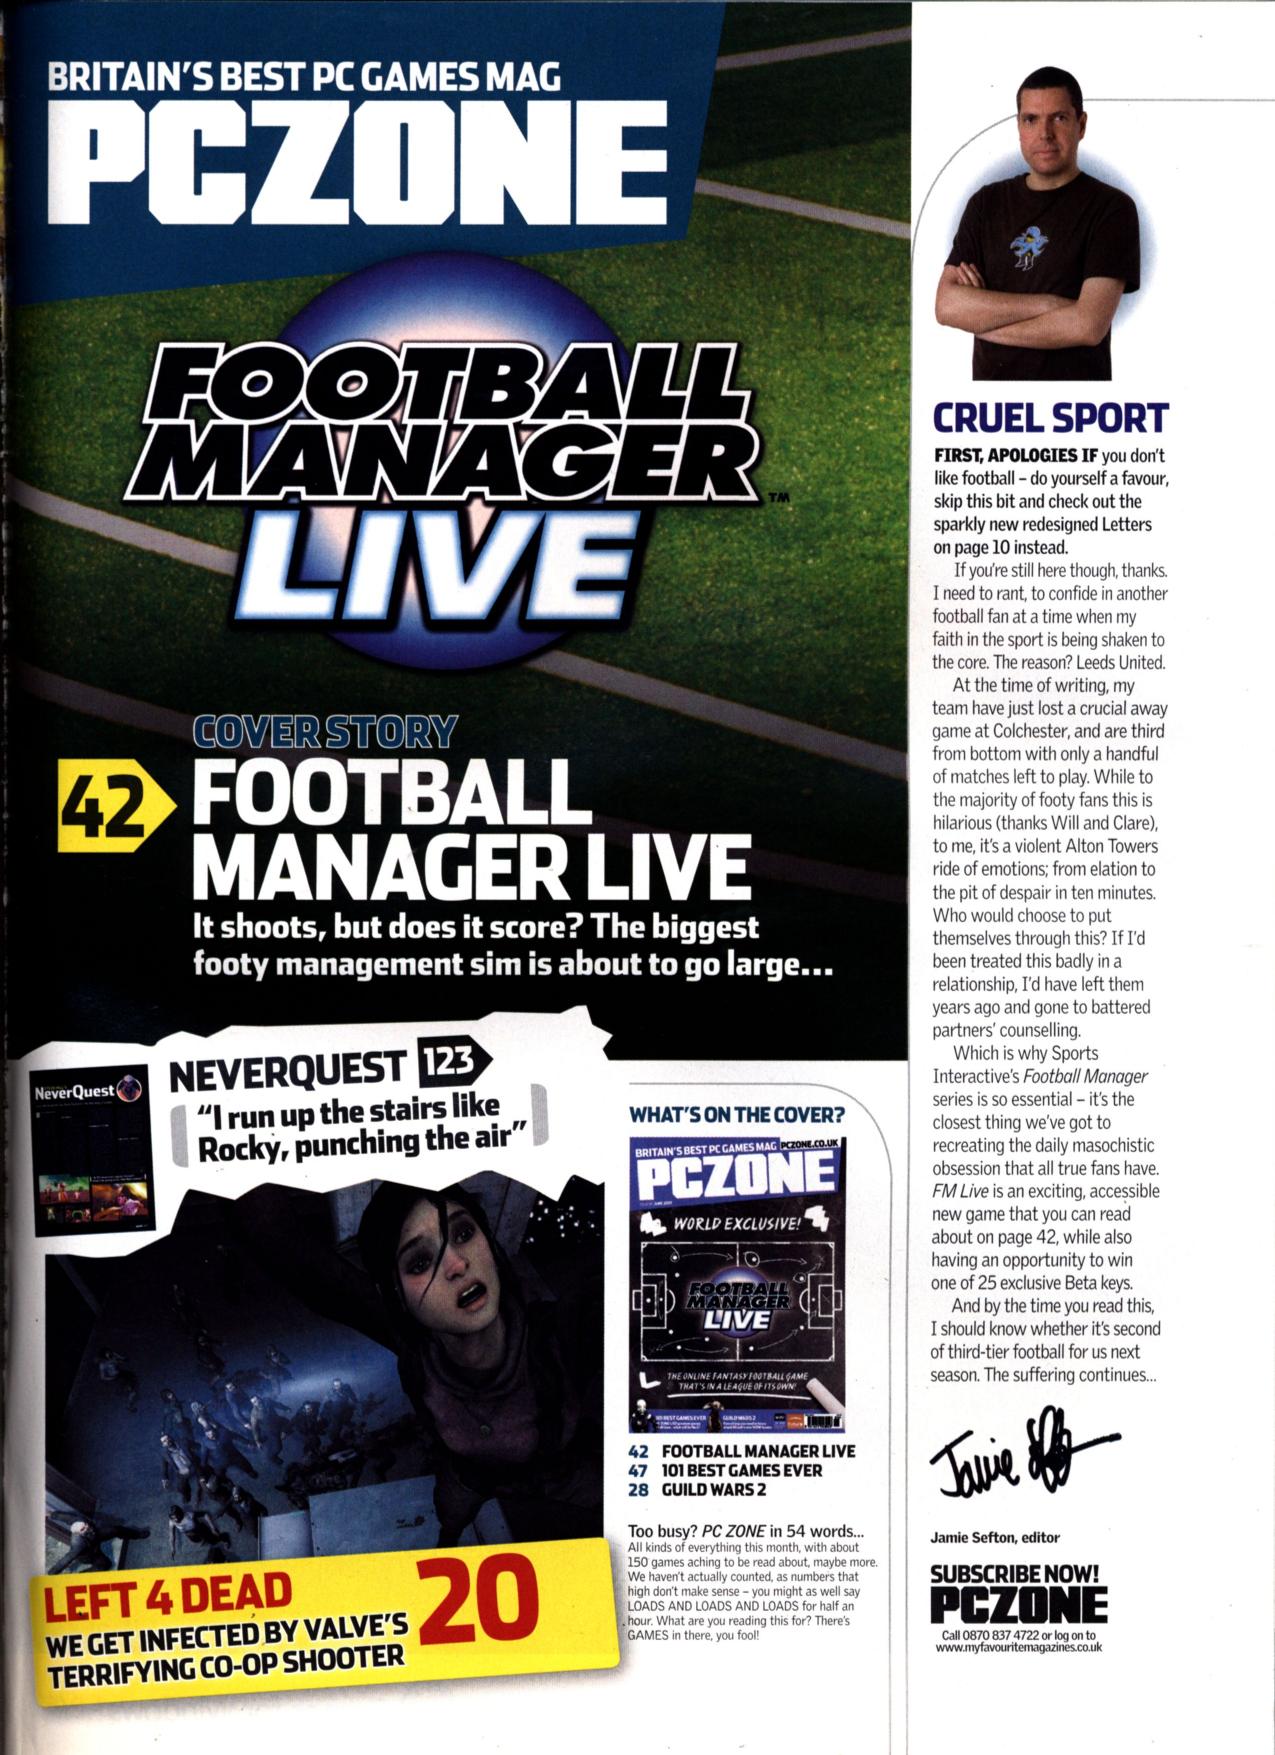 BRITAIN'S BEST PC GAMES MAG
PCZONE
FOOTBALL
MANAGER
LIVE
TM
COVER STORY
42
FOOTBALL
MANAGER LIVE
It shoots, but does it score? The biggest
footy management sim is about to go large...
NeverQuest
NEVERQUEST 123
"I run up the stairs like
Rocky, punching the air"
LEFT 4 DEAD
20
WE GET INFECTED BY VALVE'S
TERRIFYING CO-OP SHOOTER
WHAT'S ON THE COVER?
BRITAIN'S BEST PC GAMES MAG PCZONE.CO.UK
PCZONE
WORLD EXCLUSIVE!
FOOTBALL
MANAGER
LIVE
THE ONLINE FANTASY FOOTBALL GAME
THAT'S IN A LEAGUE OF ITS OWN!
101 BEST GAMES EVER
GUILD WARS 2
42 FOOTBALL MANAGER LIVE
47 101 BEST GAMES EVER
28 GUILD WARS 2
Too busy? PC ZONE in 54 words...
All kinds of everything this month, with about
150 games aching to be read about, maybe more.
We haven't actually counted, as numbers that
high don't make sense – you might as well say
LOADS AND LOADS AND LOADS for half an
hour. What are you reading this for? There's
GAMES in there, you fool!
CRUEL SPORT
FIRST, APOLOGIES IF you don't
like football – do yourself a favour,
skip this bit and check out the
sparkly new redesigned Letters
on page 10 instead.
If you're still here though, thanks.
I need to rant, to confide in another
football fan at a time when my
faith in the sport is being shaken to
the core. The reason? Leeds United.
At the time of writing, my
team have just lost a crucial away
game at Colchester, and are third
from bottom with only a handful
of matches left to play. While to
the majority of footy fans this is
hilarious (thanks Will and Clare),
to me, it's a violent Alton Towers
ride of emotions; from elation to
the pit of despair in ten minutes.
Who would choose to put
themselves through this? If I'd
been treated this badly in a
relationship, I'd have left them
years ago and gone to battered
partners' counselling.
Which is why Sports
Interactive's Football Manager
series is so essential – it's the
closest thing we've got to
recreating the daily masochistic
obsession that all true fans have.
FM Live is an exciting, accessible
new game that you can read
about on page 42, while also
having an opportunity to win
one of 25 exclusive Beta keys.
And by the time you read this,
I should know whether it's second
of third-tier football for us next
season. The suffering continues...
Jamie
Jamie Sefton, editor
SUBSCRIBE NOW!
PCZONE
Call 0870 837 4722 or log on to
www.myfavouritemagazines.co.uk